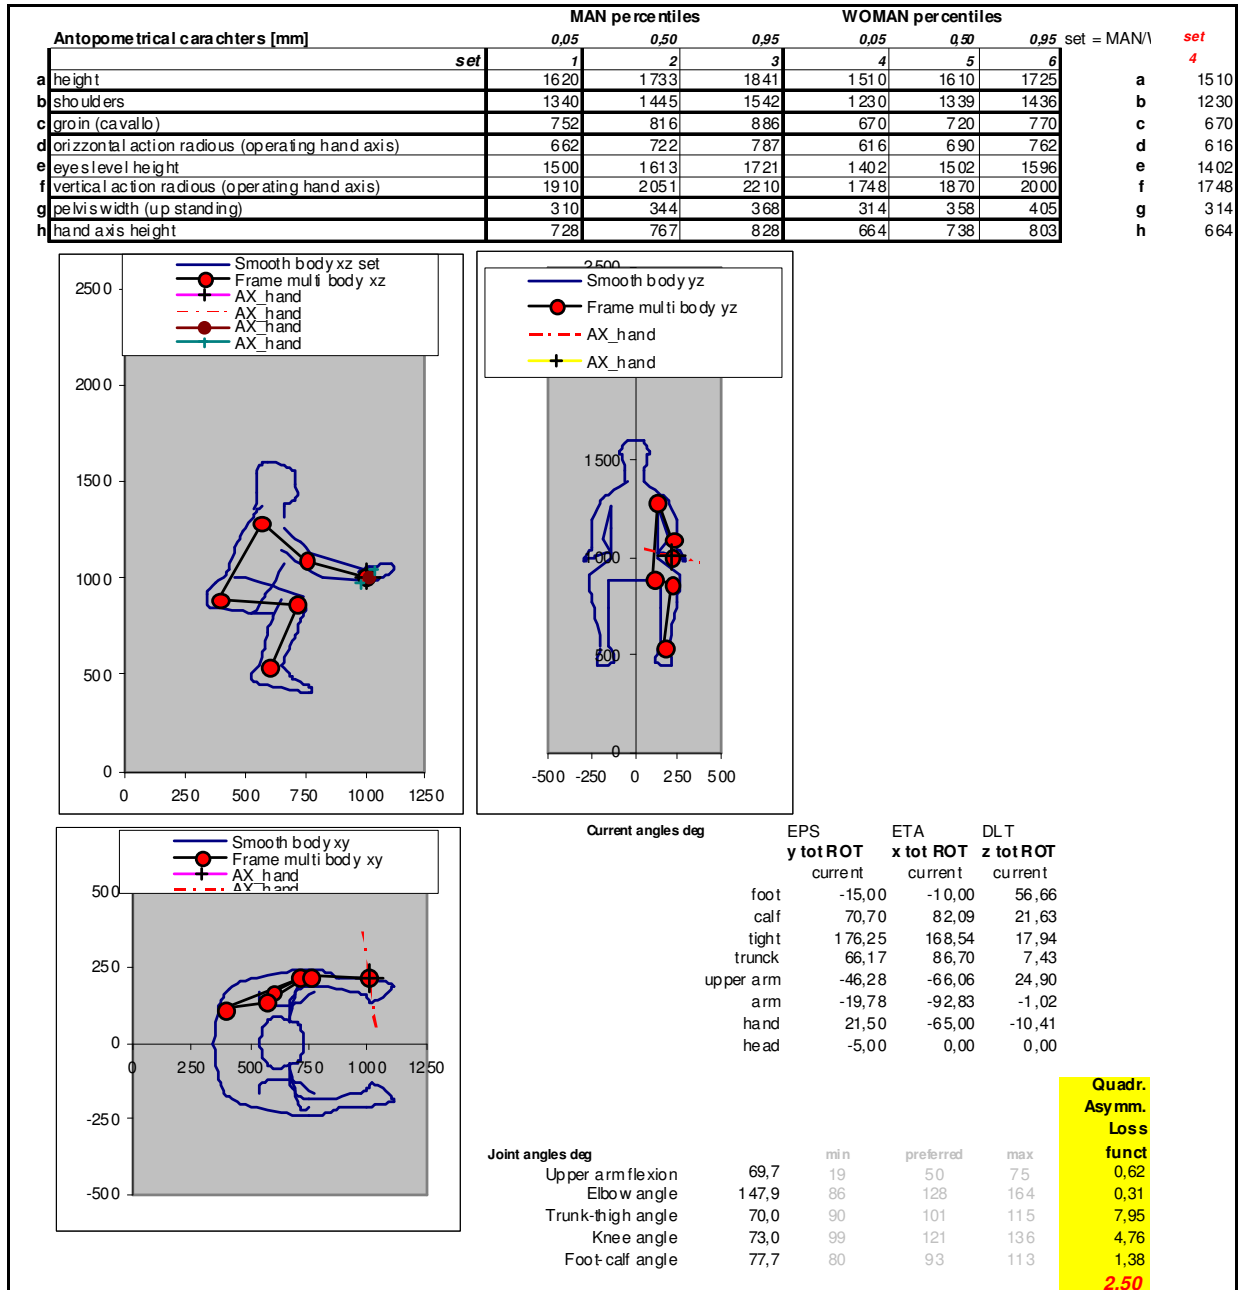 MAN percentiles WOMAN percentiles
Antopometrical carachters [mm] 0,05 0,50 0,95 0,05 0,50 0,95 set = MAN/\ set
set 1 2 3 4 5 6 4
a height 1620 1733 1841 1510 1610 1725 a 1510
b shoulders 1340 1445 1542 1230 1339 1436 b 1230
c groin (cavallo) 752 816 886 670 720 770 c 670
d orizzontal action radious (operating hand axis) 662 722 787 616 690 762 d 616
e eyes level height 1500 1613 1721 1402 1502 1596 e 1402
f vertical action radious (operating hand axis) 1910 2051 2210 1748 1870 2000 f 1748
g pelvis width (up standing) 310 344 368 314 358 405 g 314
h hand axis height 728 767 828 664 738 803 h 664
Smooth body xz set
Frame multi body xz
AX_hand
AX_hand
AX_hand
AX_hand
2500
2000
1500
1000
500
0
0 250 500 750 1000 1250
2500
Smooth body yz
Frame multi body yz
AX_hand
AX_hand
1500
1000
500
0
-500 -250 0 250 500
Smooth body xy
Frame multi body xy
AX_hand
AX_hand
500
250
0
0 250 500 750 1000 1250
-250
-500
Current angles deg EPS ETA DLT
y tot ROT x tot ROT z tot ROT
current current current
foot -15,00 -10,00 56,66
calf 70,70 82,09 21,63
tight 176,25 168,54 17,94
trunck 66,17 86,70 7,43
upper arm -46,28 -66,06 24,90
arm -19,78 -92,83 -1,02
hand 21,50 -65,00 -10,41
head -5,00 0,00 0,00
Quadr.
Asymm.
Loss
Joint angles deg min preferred max funct
Upper arm flexion 69,7 19 50 75 0,62
Elbow angle 147,9 86 128 164 0,31
Trunk-thigh angle 70,0 90 101 115 7,95
Knee angle 73,0 99 121 136 4,76
Foot-calf angle 77,7 80 93 113 1,38
2,50